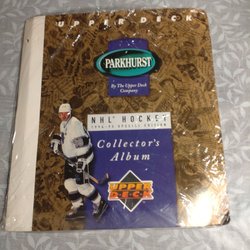 UPPER DECK
PARKHURST
By The Upper Deck
Company
NHL® HOCKEY
Collector's
Album
UPPER
DECK